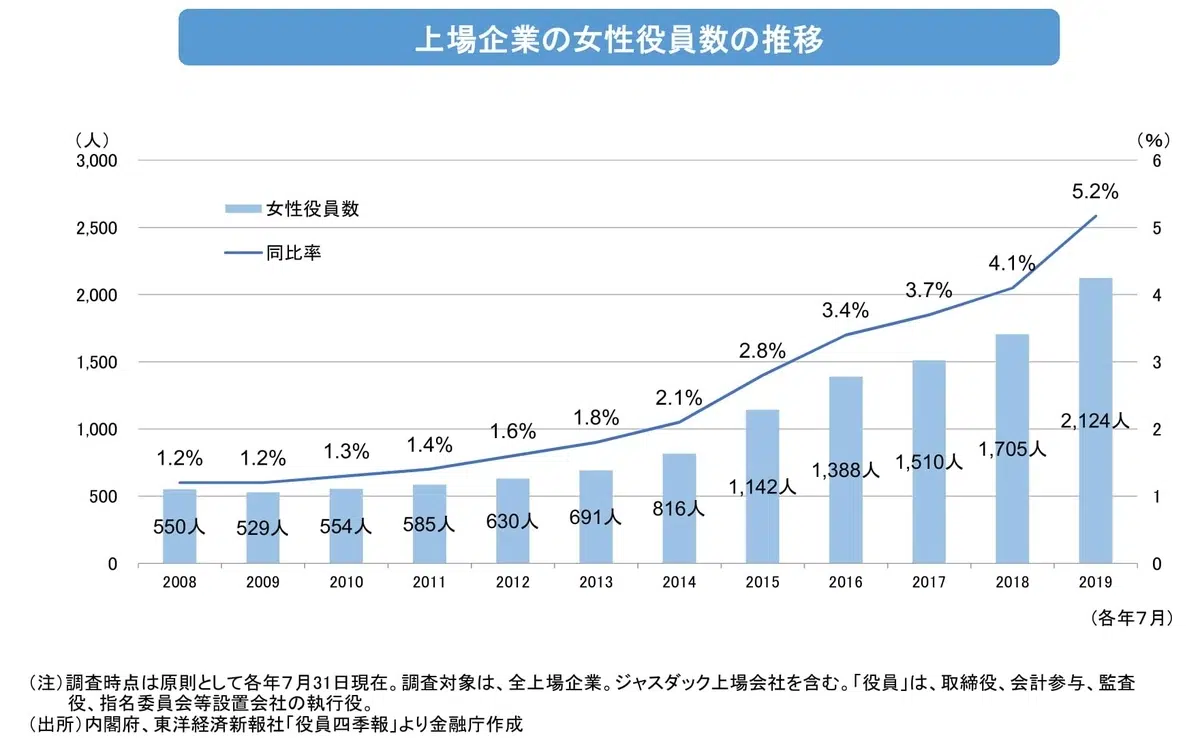 上場企業の女性役員数の推移
（人）
（％）
3,000
2,500
2,000
1,500
1,000
500
0
6
5
4
3
2
1
0
女性役員数
同比率
1.2% 1.2% 1.3% 1.4% 1.6% 1.8% 2.1% 2.8% 3.4% 3.7% 4.1% 5.2%
550人 529人 554人 585人 630人 691人 816人 1,142人 1,388人 1,510人 1,705人 2,124人
2008 2009 2010 2011 2012 2013 2014 2015 2016 2017 2018 2019
（各年７月）
（注）調査時点は原則として各年７月31日現在。調査対象は、全上場企業。ジャスダック上場会社を含む。「役員」は、取締役、会計参与、監査
役、指名委員会等設置会社の執行役。
（出所）内閣府、東洋経済新報社「役員四季報」より金融庁作成